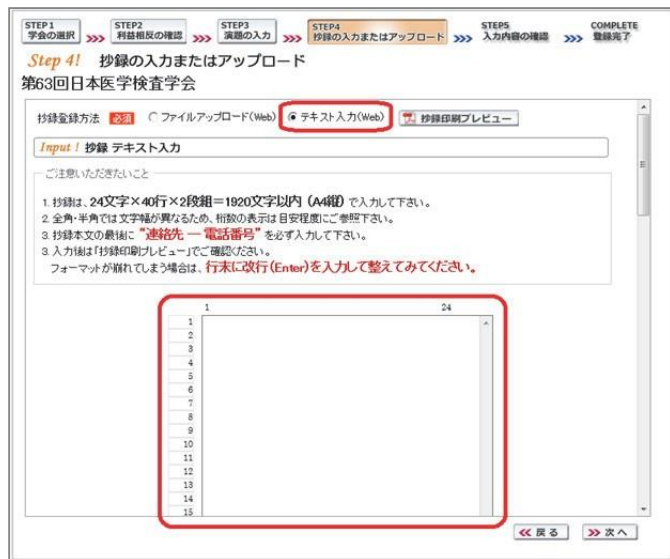 STEP1 STEP2 STEP3 STEP4 STEP5 COMPLETE
学会の選択 >>> 利益相反の確認 >>> 演題の入力 >>> 抄録の入力またはアップロード >>> 入力内容の確認 >>> 登録完了
Step 4! 抄録の入力またはアップロード
第63回日本医学検査学会
抄録登録方法 必須 ファイルアップロード(Web) テキスト入力(Web) 抄録印刷プレビュー
Input ! 抄録 テキスト入力
ご注意いただきたいこと
1. 抄録は、24文字×40行×2段組＝1920文字以内 (A4縦) で入力して下さい。
2. 全角・半角では文字幅が異なるため、桁数の表示は目安程度にご参照下さい。
3. 抄録本文の最後に "連絡先 ― 電話番号" を必ず入力して下さい。
3. 入力後は「抄録印刷プレビュー」でご確認ください。
フォーマットが崩れてしまう場合は、行末に改行(Enter)を入力して整えてみてください。
1 24
1
2
3
4
5
6
7
8
9
10
11
12
13
14
15
<< 戻る >> 次へ